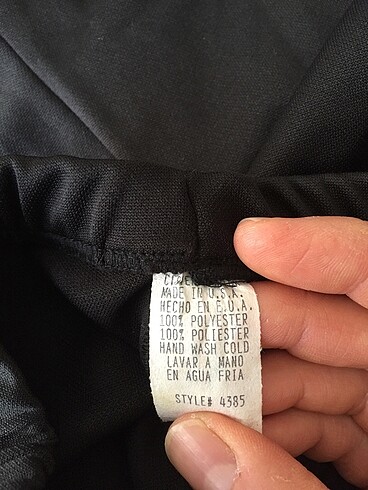 MADE IN U.S.A.
HECHO EN E.U.A.
100% POLYESTER
100% POLIESTER
HAND WASH COLD
LAVAR A MANO
EN AGUA FRIA
STYLE# 4385